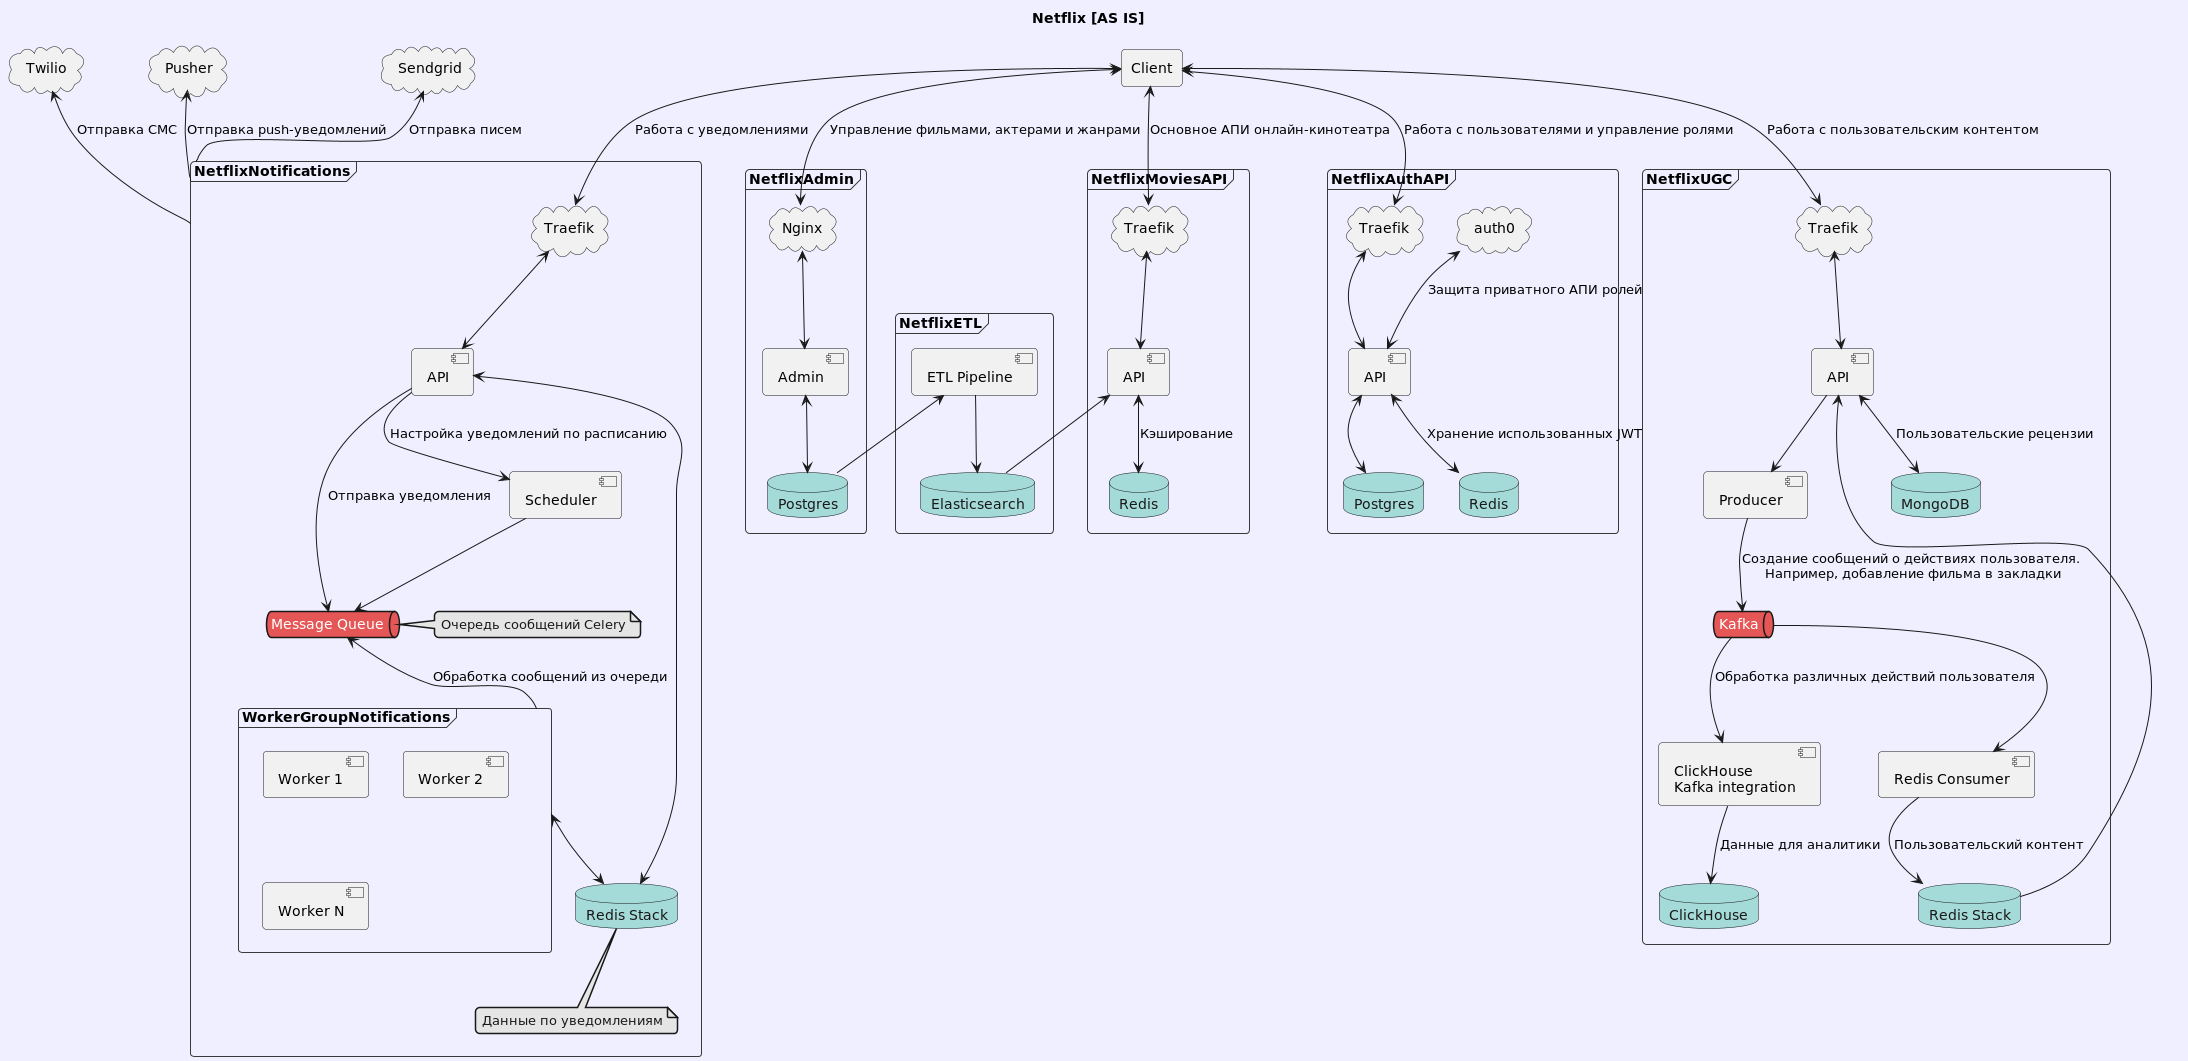 Netflix [AS IS]
Twilio
Pusher
Sendgrid
Client
Отправка СМС
Отправка push-уведомлений
Отправка писем
Работа с уведомлениями
Управление фильмами, актерами и жанрами
Основное АПИ онлайн-кинотеатра
Работа с пользователями и управление ролями
Работа с пользовательским контентом
NetflixNotifications
Traefik
API
Настройка уведомлений по расписанию
Отправка уведомления
Scheduler
Message Queue
Очередь сообщений Celery
Обработка сообщений из очереди
WorkerGroupNotifications
Worker 1
Worker 2
Worker N
Redis Stack
Данные по уведомлениям
NetflixAdmin
Nginx
Admin
Postgres
NetflixETL
ETL Pipeline
Elasticsearch
NetflixMoviesAPI
Traefik
API
Кэширование
Redis
NetflixAuthAPI
Traefik
auth0
Защита приватного АПИ ролей
API
Хранение использованных JWT
Postgres
Redis
NetflixUGC
Traefik
API
Пользовательские рецензии
Producer
MongoDB
Создание сообщений о действиях пользователя.
Например, добавление фильма в закладки
Kafka
Обработка различных действий пользователя
ClickHouse
Kafka integration
Redis Consumer
Данные для аналитики
Пользовательский контент
ClickHouse
Redis Stack